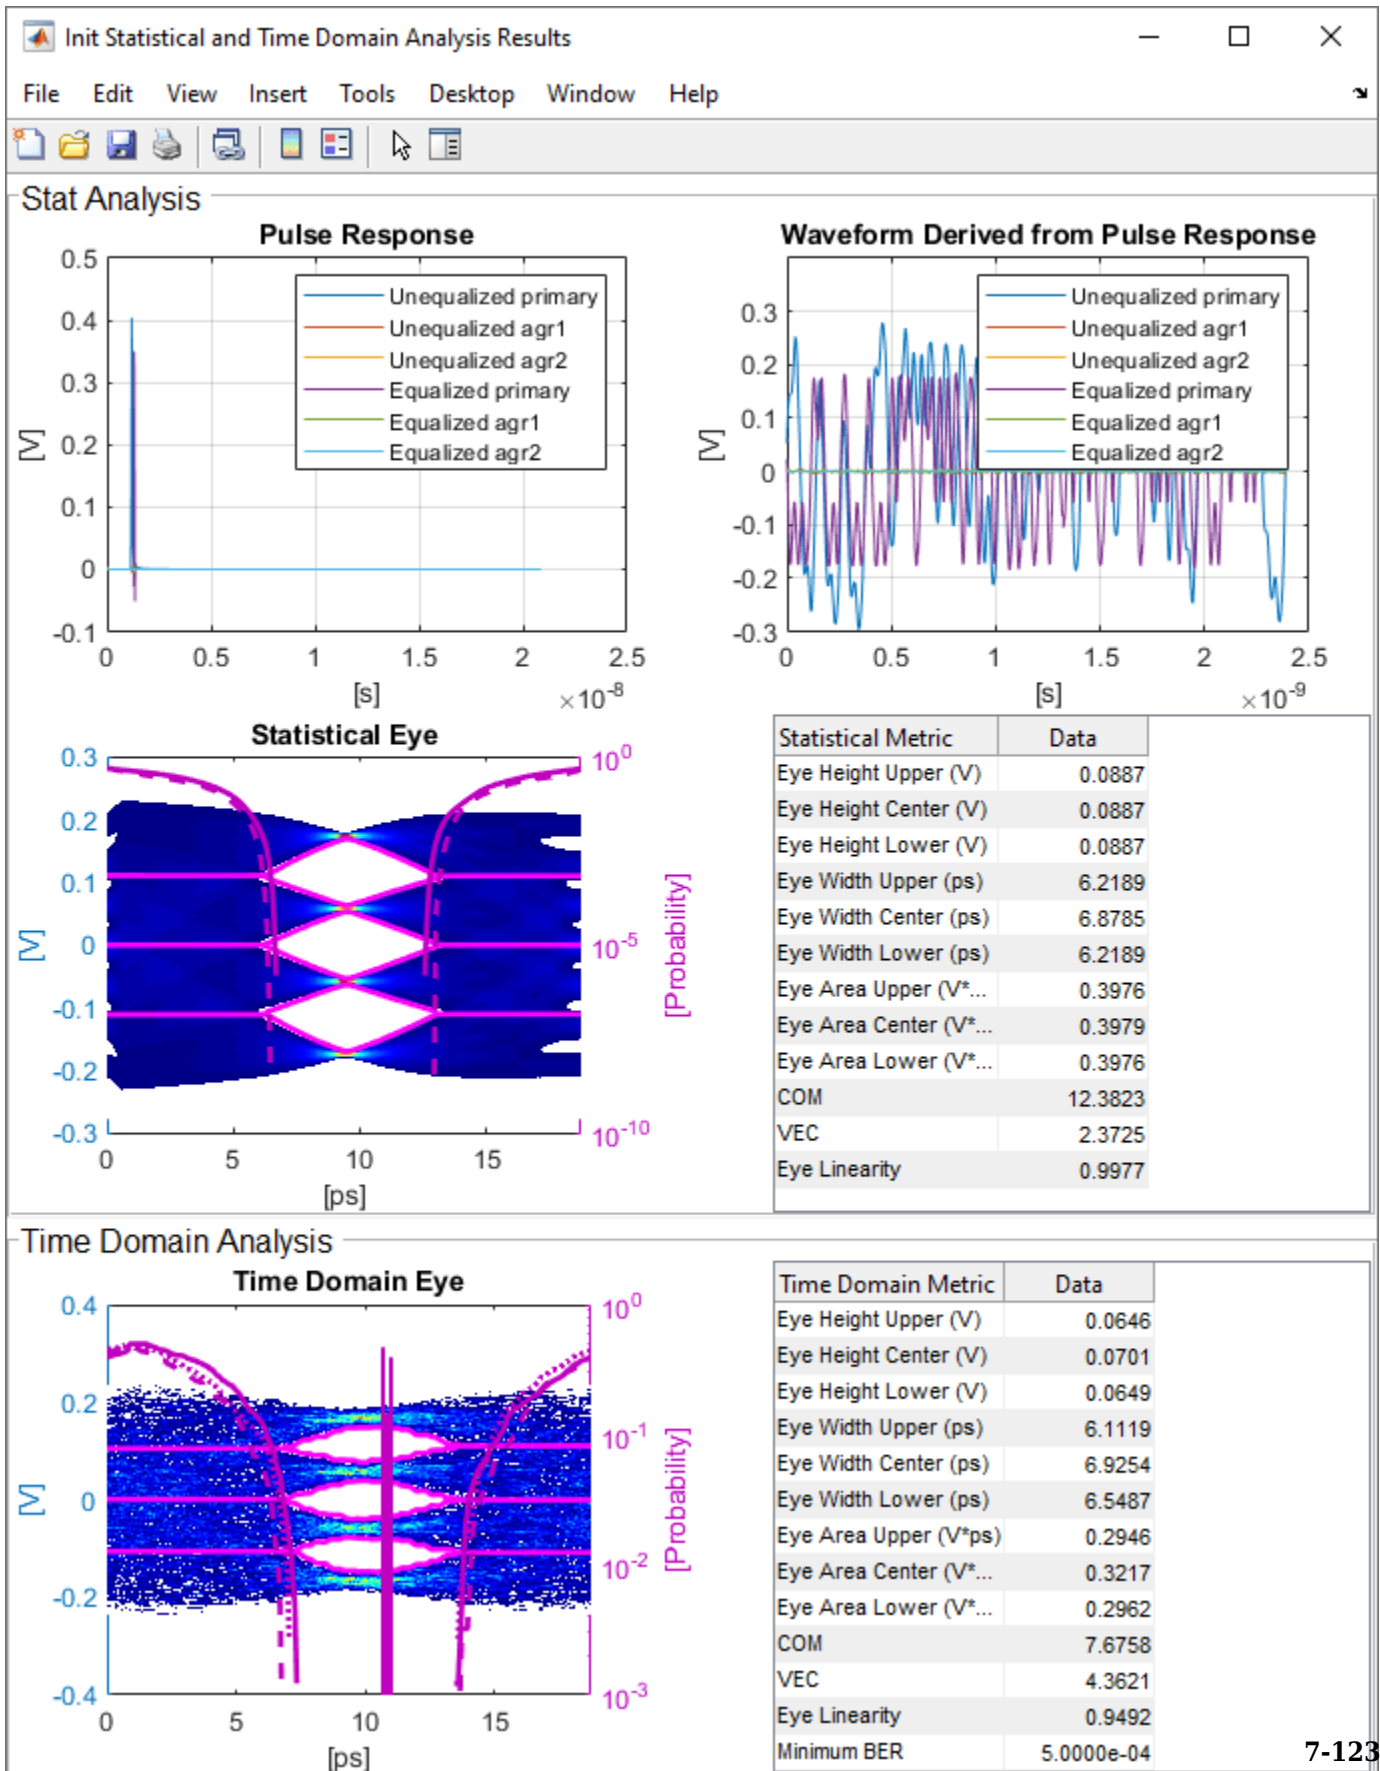 Init Statistical and Time Domain Analysis Results
File Edit View Insert Tools Desktop Window Help
Stat Analysis
Pulse Response
0.5
0.4
0.3
0.2
0.1
0
-0.1
[V]
Unequalized primary
Unequalized agr1
Unequalized agr2
Equalized primary
Equalized agr1
Equalized agr2
0 0.5 1 1.5 2 2.5
[s]
×10^-8
Waveform Derived from Pulse Response
0.3
0.2
0.1
0
-0.1
-0.2
-0.3
[V]
Unequalized primary
Unequalized agr1
Unequalized agr2
Equalized primary
Equalized agr1
Equalized agr2
0 0.5 1 1.5 2 2.5
[s]
×10^-9
Statistical Eye
0.3
0.2
0.1
0
-0.1
-0.2
-0.3
[V]
10^0
10^-5
10^-10
[Probability]
0 5 10 15
[ps]
Statistical Metric Data
Eye Height Upper (V) 0.0887
Eye Height Center (V) 0.0887
Eye Height Lower (V) 0.0887
Eye Width Upper (ps) 6.2189
Eye Width Center (ps) 6.8785
Eye Width Lower (ps) 6.2189
Eye Area Upper (V*... 0.3976
Eye Area Center (V*... 0.3979
Eye Area Lower (V*... 0.3976
COM 12.3823
VEC 2.3725
Eye Linearity 0.9977
Time Domain Analysis
Time Domain Eye
0.4
0.2
0
-0.2
-0.4
[V]
10^0
10^-1
10^-2
10^-3
[Probability]
0 5 10 15
[ps]
Time Domain Metric Data
Eye Height Upper (V) 0.0646
Eye Height Center (V) 0.0701
Eye Height Lower (V) 0.0649
Eye Width Upper (ps) 6.1119
Eye Width Center (ps) 6.9254
Eye Width Lower (ps) 6.5487
Eye Area Upper (V*ps) 0.2946
Eye Area Center (V*... 0.3217
Eye Area Lower (V*... 0.2962
COM 7.6758
VEC 4.3621
Eye Linearity 0.9492
Minimum BER 5.0000e-04
7-123